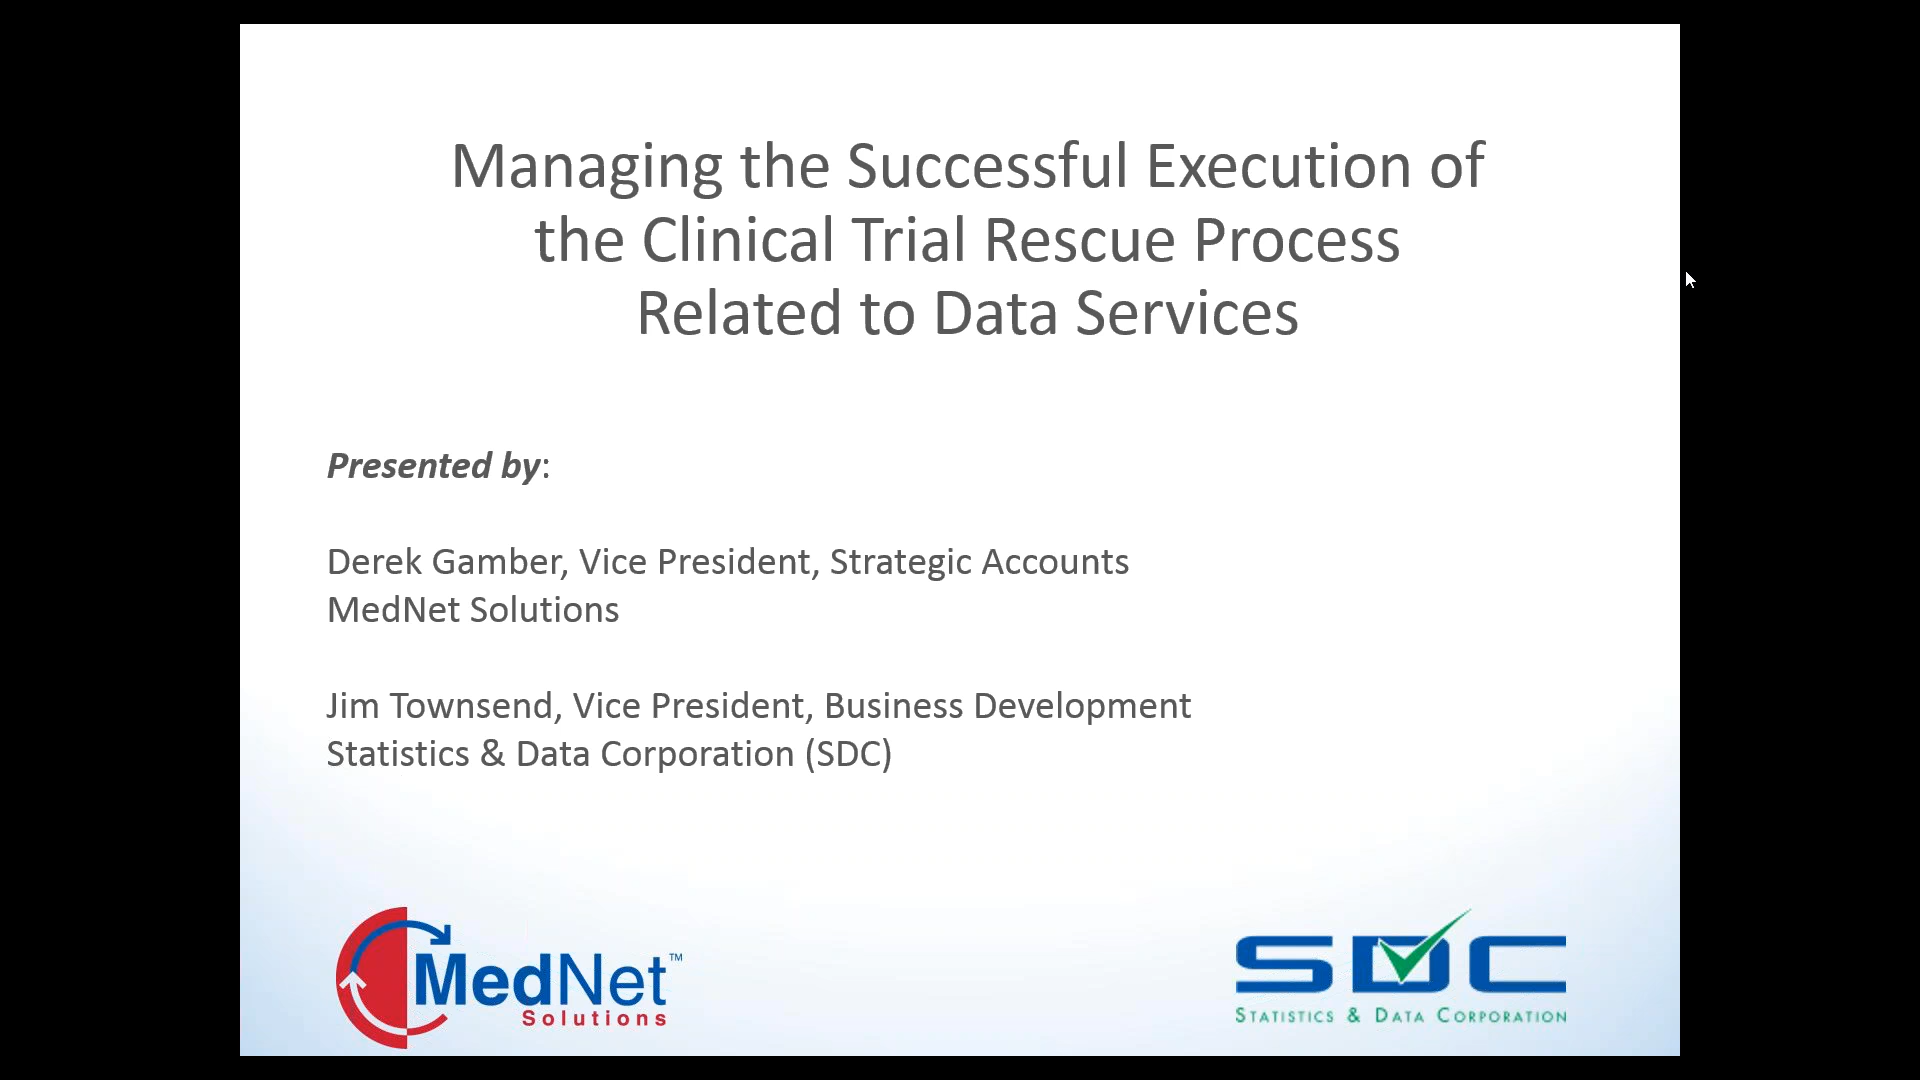 Managing the Successful Execution of
the Clinical Trial Rescue Process
Related to Data Services
Presented by:
Derek Gamber, Vice President, Strategic Accounts
MedNet Solutions
Jim Townsend, Vice President, Business Development
Statistics & Data Corporation (SDC)
MedNet™
Solutions
SDC
STATISTICS & DATA CORPORATION